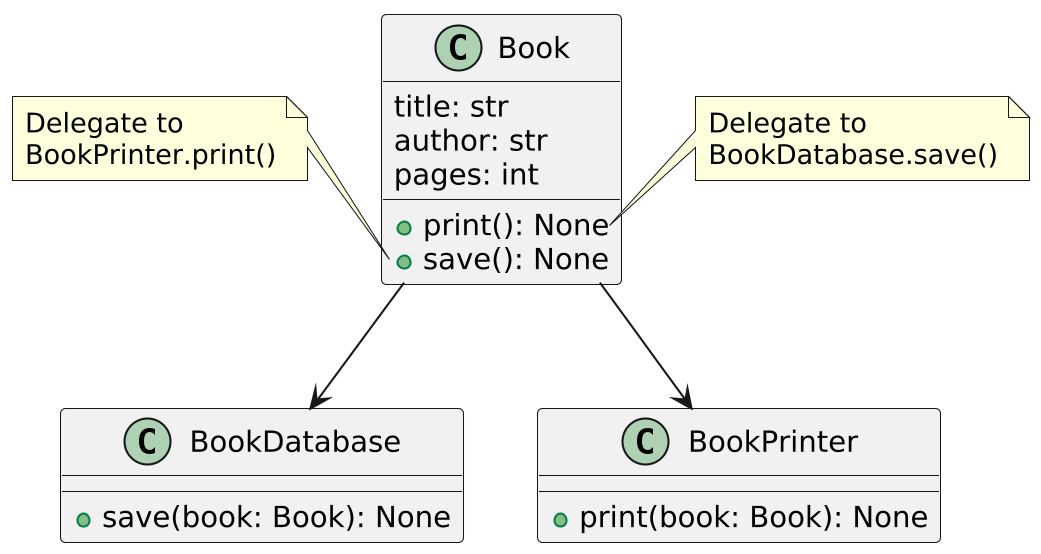 C Book
title: str
author: str
pages: int
print(): None
save(): None
Delegate to
BookPrinter.print()
Delegate to
BookDatabase.save()
C BookDatabase
save(book: Book): None
C BookPrinter
print(book: Book): None